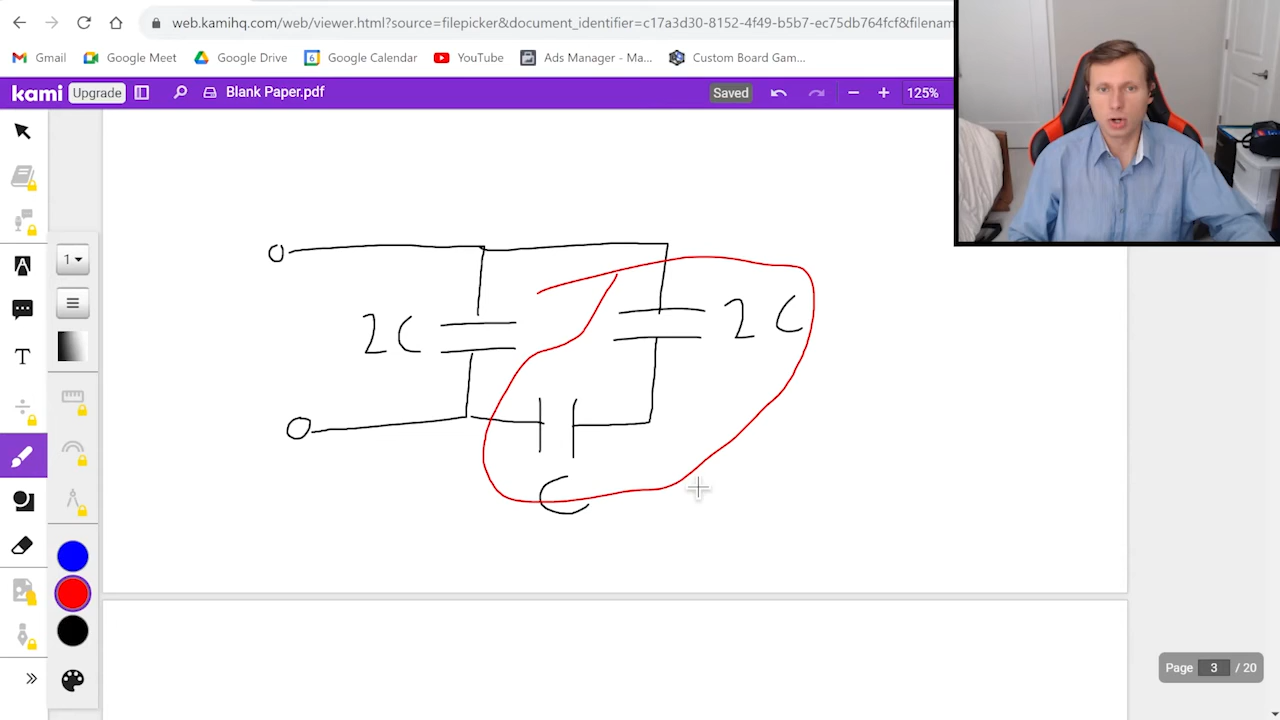 web.kamihq.com/web/viewer.html?source=filepicker&document_identifier=c17a3d30-8152-4f49-b5b7-ec75db764fcf&filenam
Gmail Google Meet Google Drive Google Calendar YouTube Ads Manager - Ma... Custom Board Gam...
kami Upgrade Blank Paper.pdf Saved 125%
1
T
2C
2C
C
Page 3 / 20